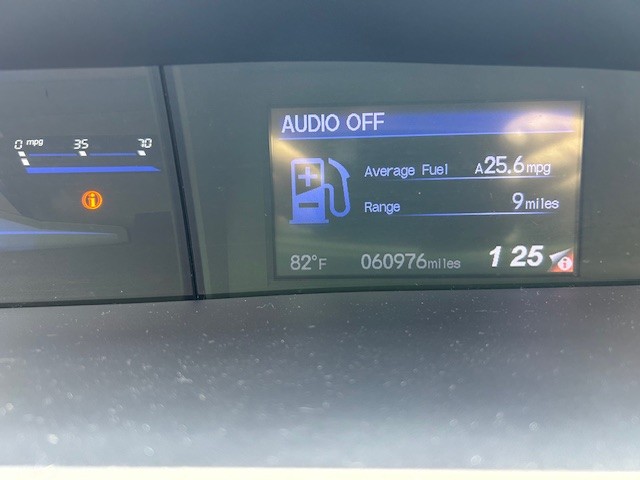 0 mpg 35 70
AUDIO OFF
Average Fuel A25.6mpg
Range 9miles
82°F 060976miles 1 25